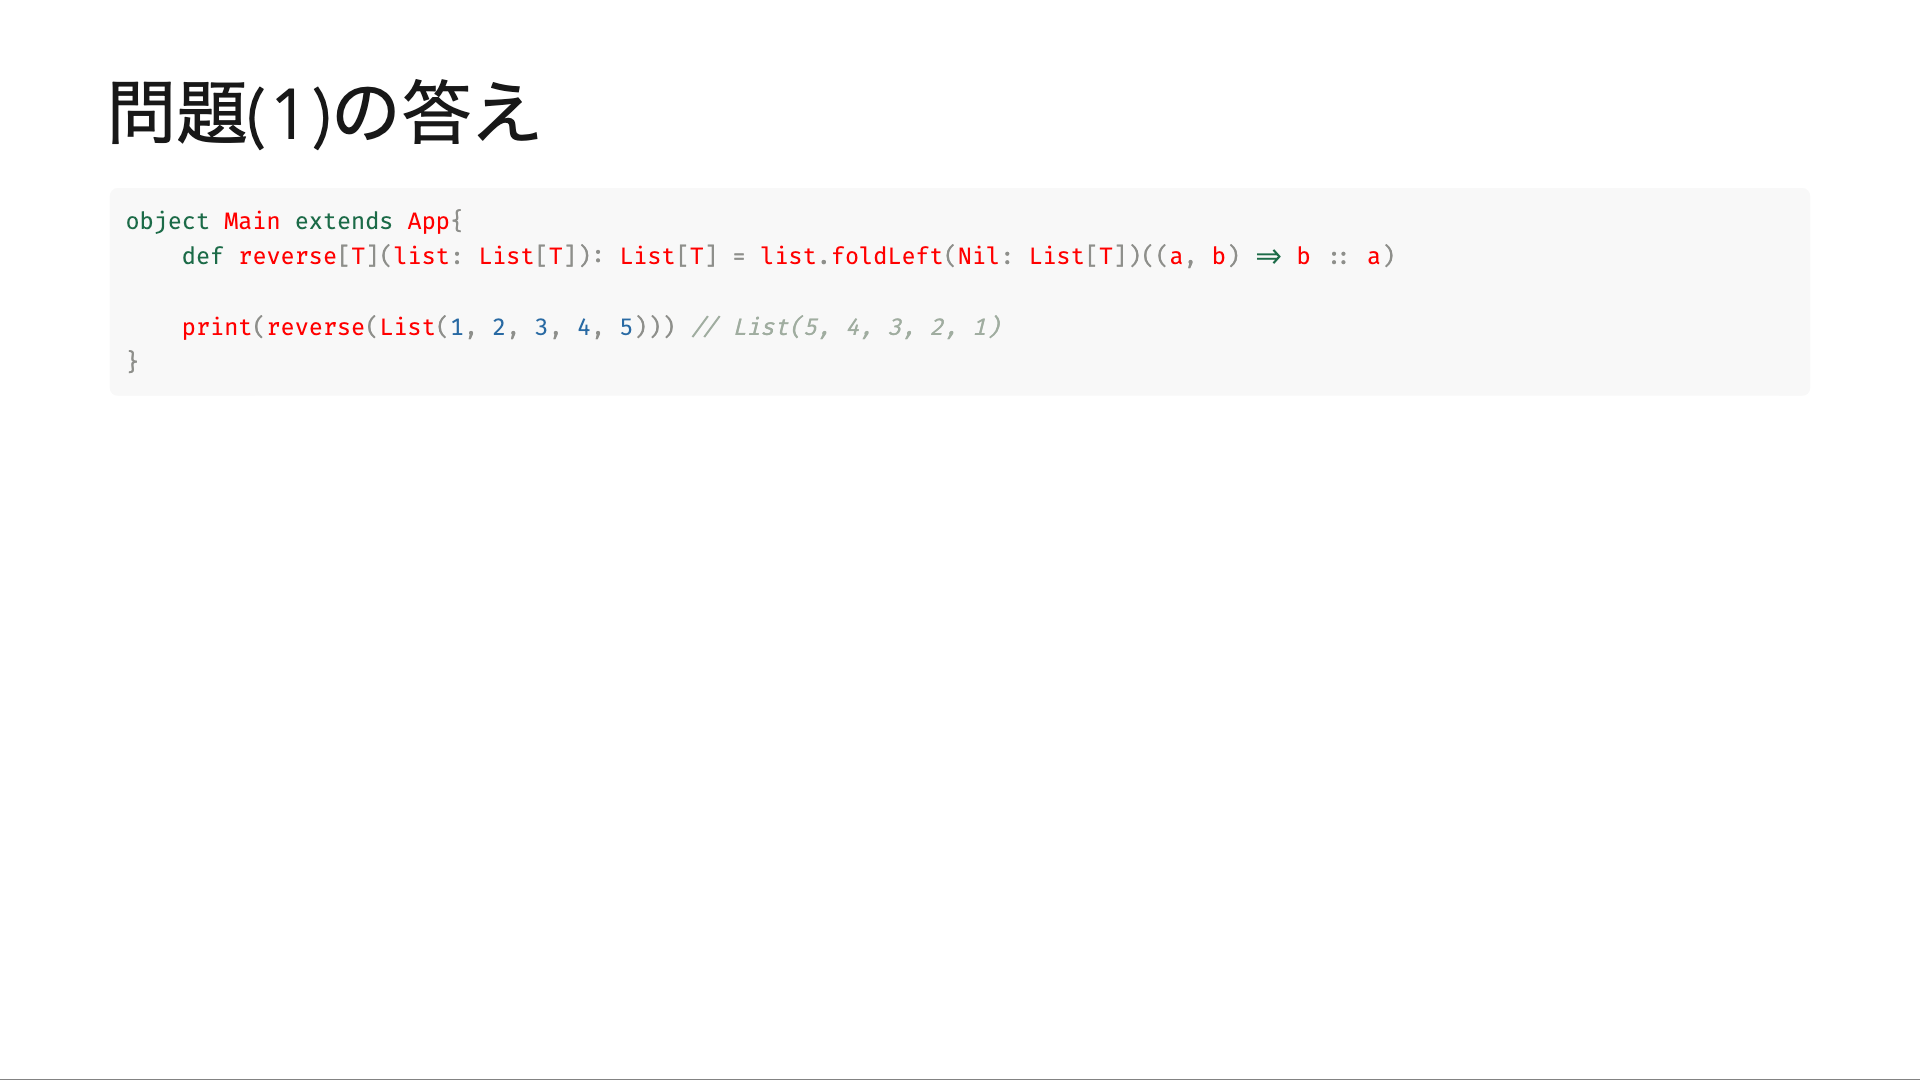 問題(1)の答え
object Main extends App{
    def reverse[T](list: List[T]): List[T] = list.foldLeft(Nil: List[T])((a, b) => b :: a)
    print(reverse(List(1, 2, 3, 4, 5))) // List(5, 4, 3, 2, 1)
}